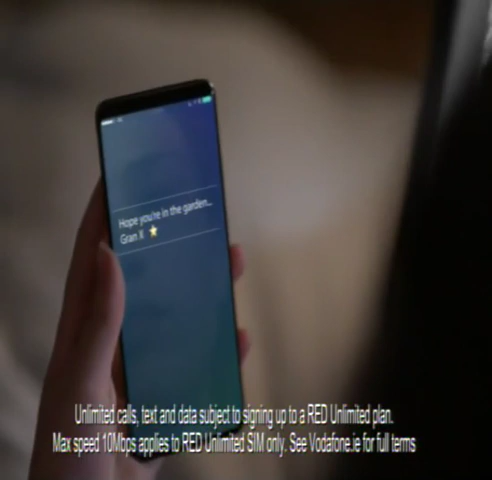 Hope you're in the garden...
Gran X ⭐
Unlimited calls, text and data subject to signing up to a RED Unlimited plan.
Max speed 10Mbps applies to RED Unlimited SIM only. See Vodafone.ie for full terms